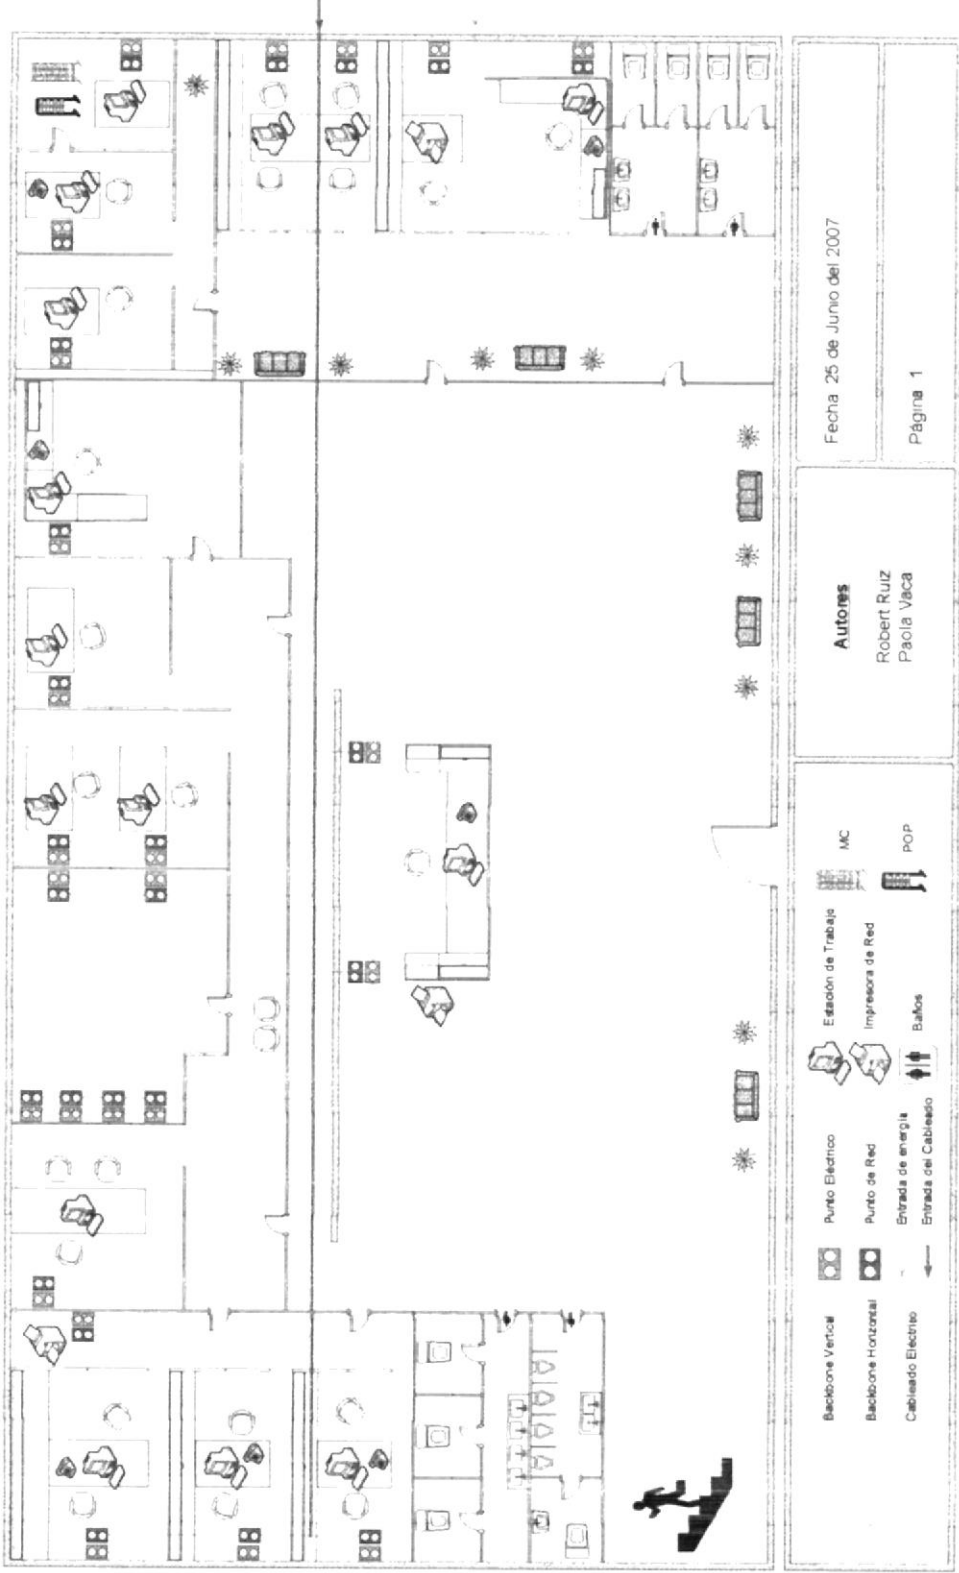 Backbone Vertical
Backbone Horizontal
Cableado Eléctrico
Punto Eléctrico
Punto de Red
Entrada de energía
Entrada del Cableado
Estación de Trabajo
Impresora de Red
Baños
MC
POP
Autores
Robert Ruiz
Paola Vaca
Fecha 25 de Junio del 2007
Página 1